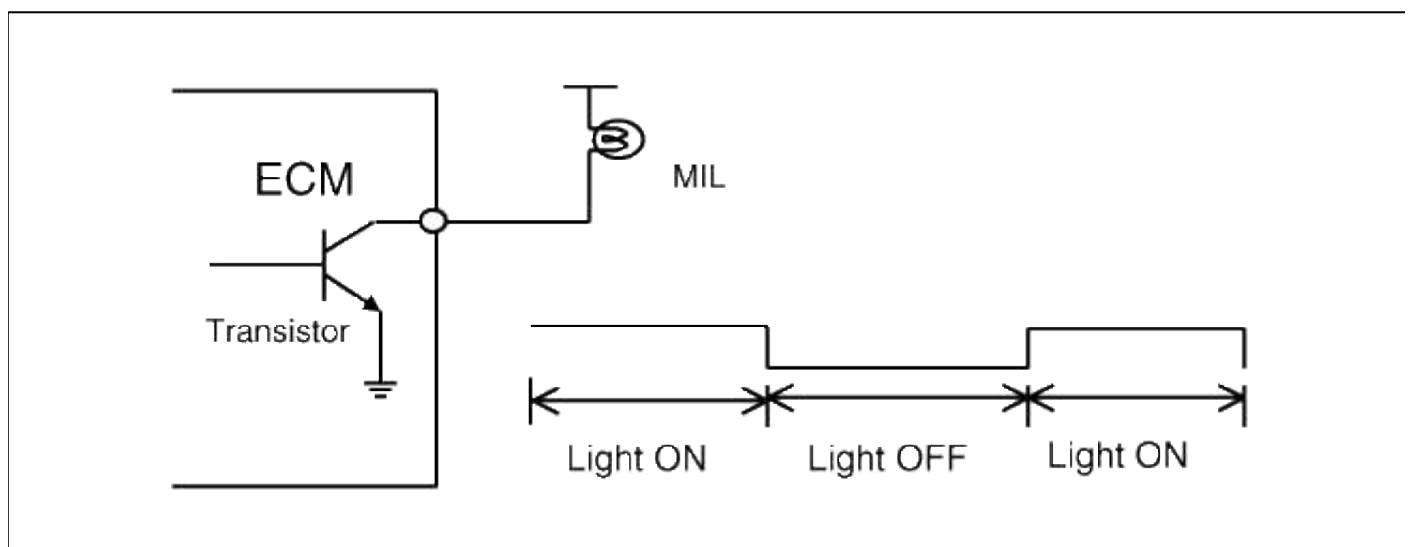 ECM
MIL
Transistor
Light ON
Light OFF
Light ON